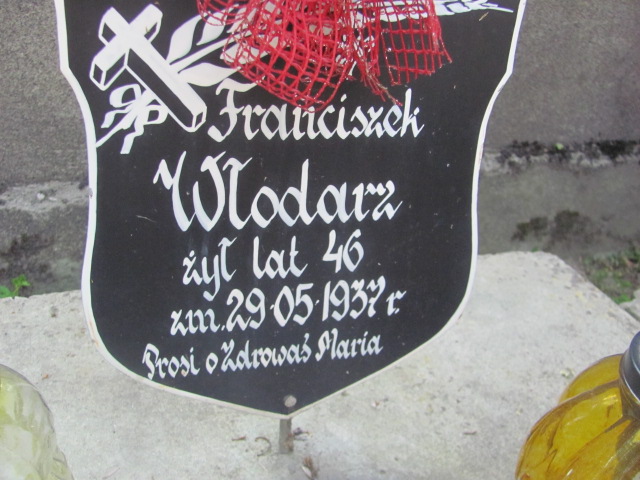 Franciszek
Włodarz
żył lat 46
zm. 29-05-1937 r.
Prosi o Zdrowaś Maria